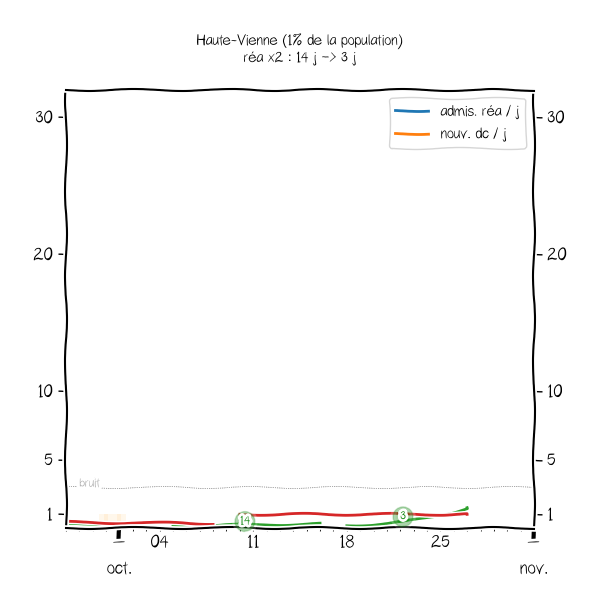 Haute-Vienne (1% de la population)
réa x2 : 14 j -> 3 j
admis. réa / j
nouv. dc / j
30 30
20 20
10 10
5 5
bruit
1 1
14 3
04 11 18 25
oct. nov.